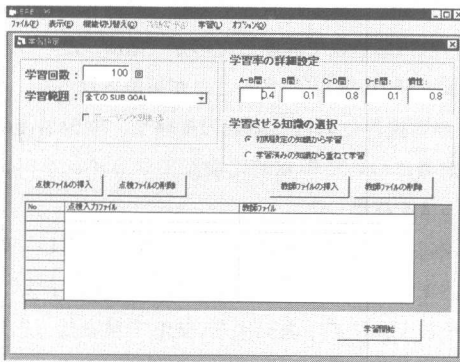 ファイル(F) 表示(D) 機能切り替え(C) 学習(L) オプション(O)
学習設定
学習回数： 100 回
学習範囲： 全ての SUB GOAL
学習率の詳細設定
A-B間： B間： C-D間： D-E間： 慣性：
0.4 0.1 0.8 0.1 0.8
学習させる知識の選択
初期設定の知識から学習
学習済みの知識から重ねて学習
点検ファイルの挿入 点検ファイルの削除 教師ファイルの挿入 教師ファイルの削除
No 点検入力ファイル 教師ファイル
学習開始